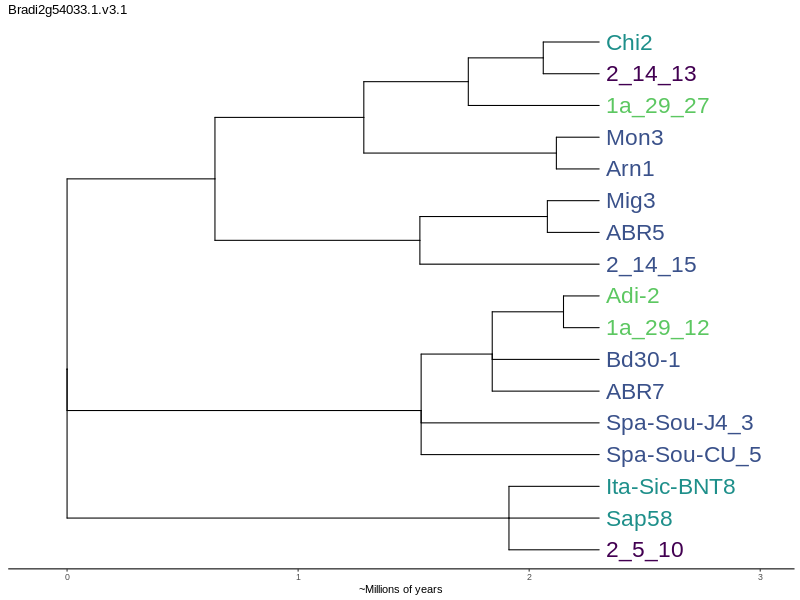 Bradi2g54033.1.v3.1
Chi2
2_14_13
1a_29_27
Mon3
Arn1
Mig3
ABR5
2_14_15
Adi-2
1a_29_12
Bd30-1
ABR7
Spa-Sou-J4_3
Spa-Sou-CU_5
Ita-Sic-BNT8
Sap58
2_5_10
0 1 2 3
~Millions of years